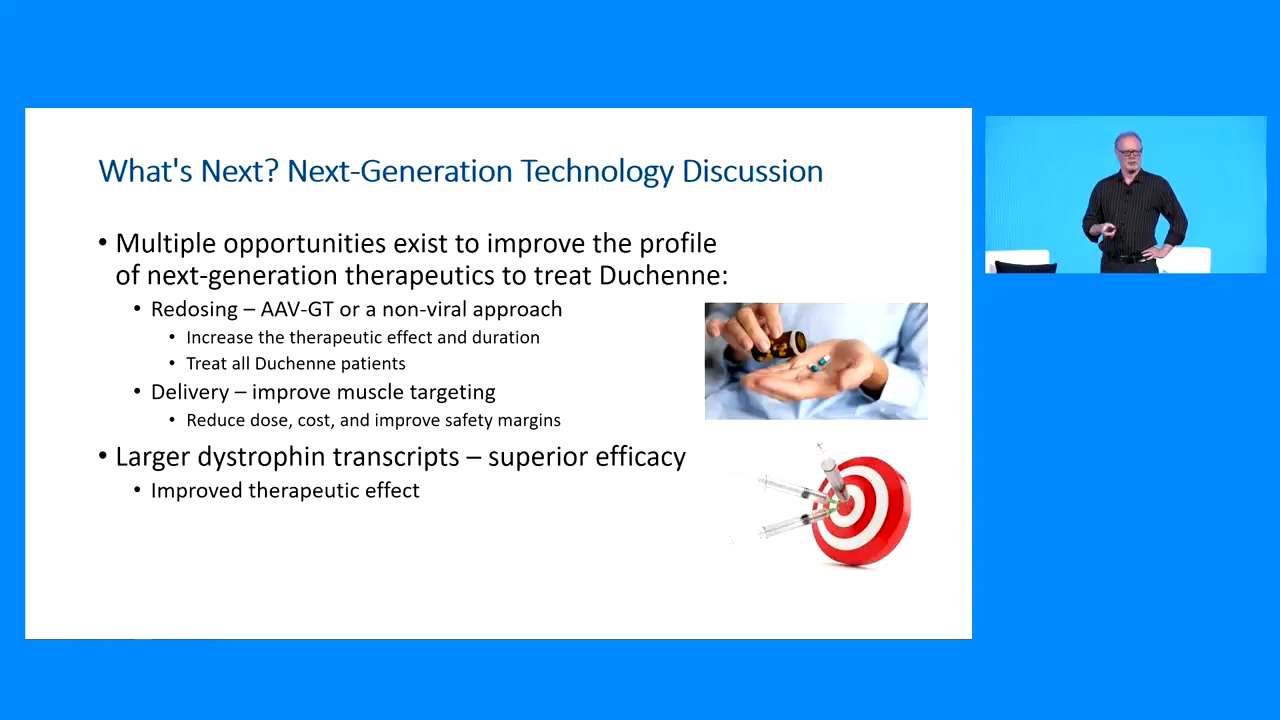 What's Next? Next-Generation Technology Discussion
• Multiple opportunities exist to improve the profile
of next-generation therapeutics to treat Duchenne:
• Redosing – AAV-GT or a non-viral approach
• Increase the therapeutic effect and duration
• Treat all Duchenne patients
• Delivery – improve muscle targeting
• Reduce dose, cost, and improve safety margins
• Larger dystrophin transcripts – superior efficacy
• Improved therapeutic effect